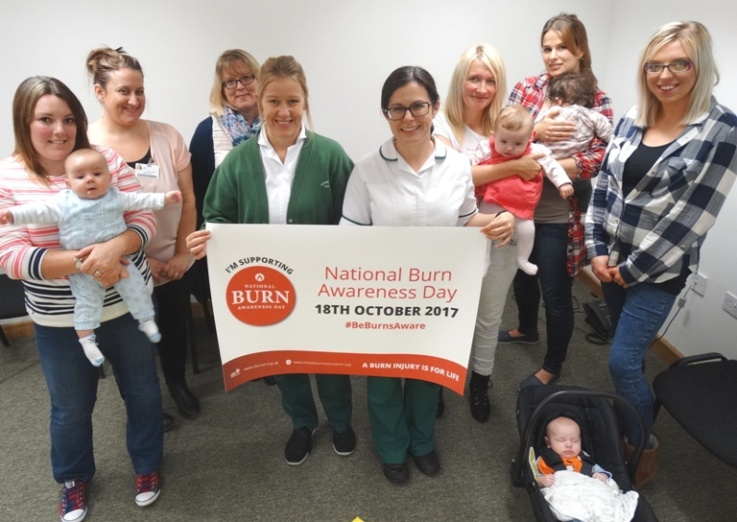 I'M SUPPORTING
NATIONAL
BURN
AWARENESS DAY
National Burn
Awareness Day
18TH OCTOBER 2017
#BeBurnsAware
A BURN INJURY IS FOR LIFE